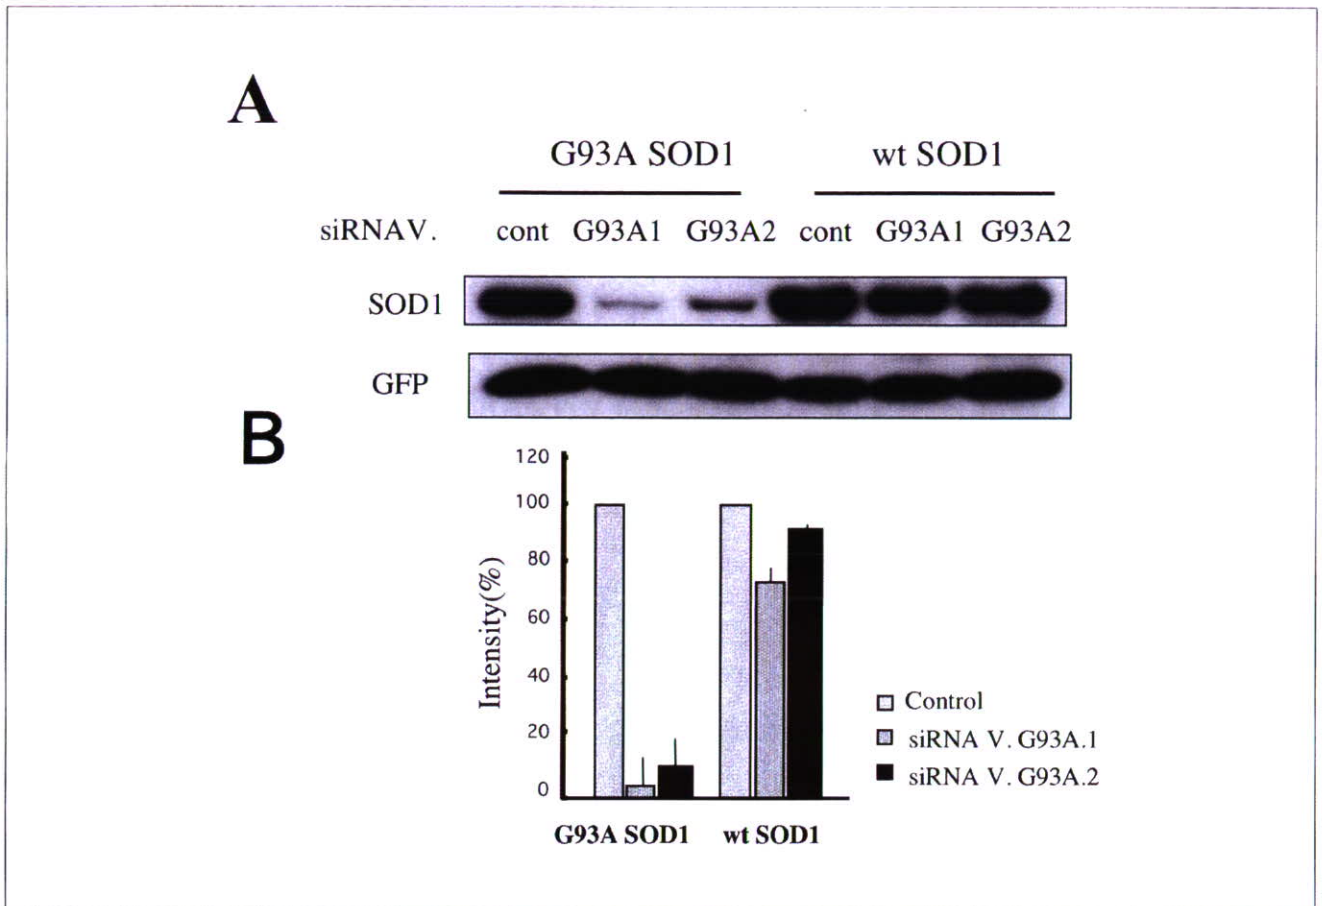 A
G93A SOD1 wt SOD1
siRNAV. cont G93A1 G93A2 cont G93A1 G93A2
SOD1
GFP
B
120
100
80
60
40
20
0
Intensity(%)
Control
siRNA V. G93A.1
siRNA V. G93A.2
G93A SOD1 wt SOD1